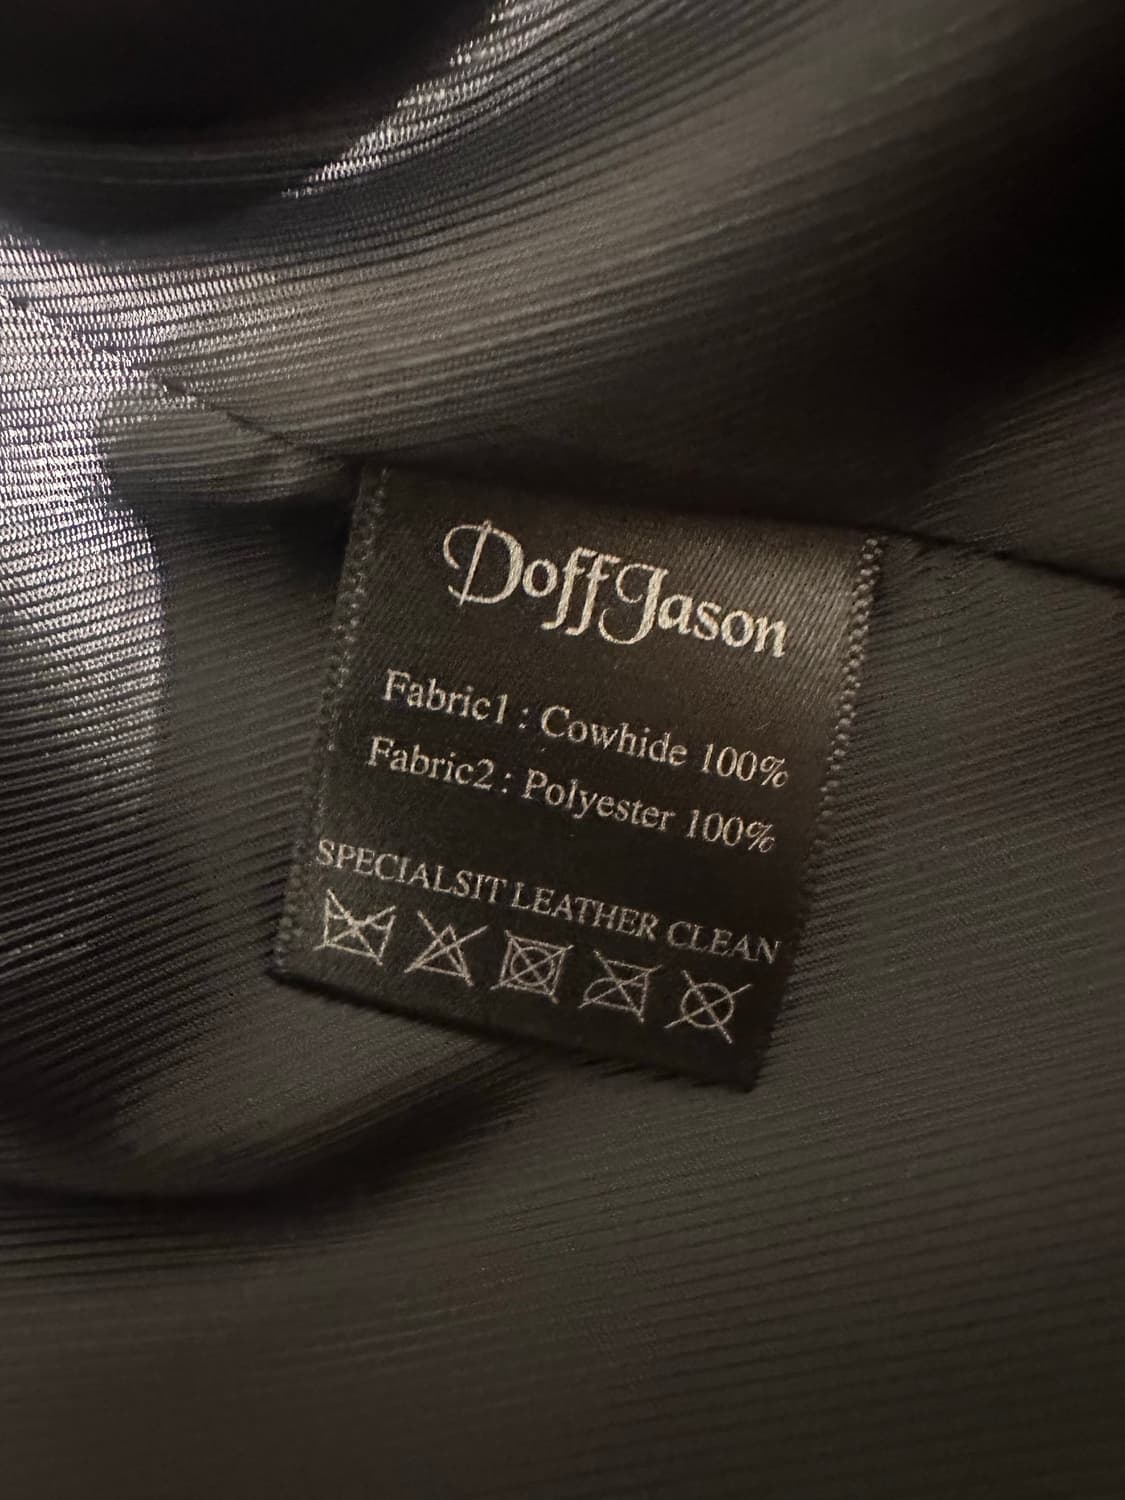 DoffJason
Fabric1 : Cowhide 100%
Fabric2 : Polyester 100%
SPECIALSIT LEATHER CLEAN